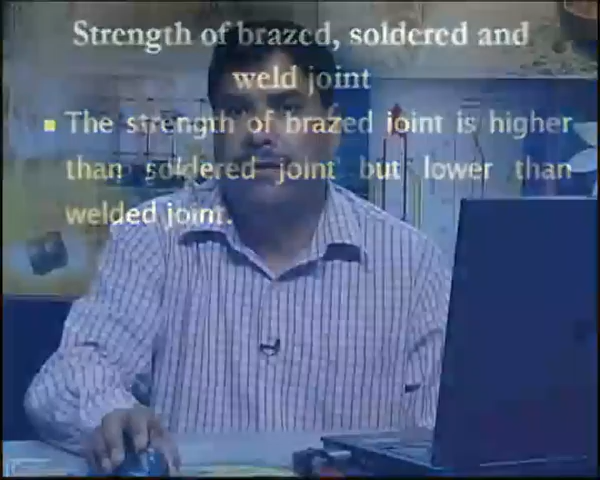 Strength of brazed, soldered and
weld joint
The strength of brazed joint is higher
than soldered joint but lower than
welded joint.